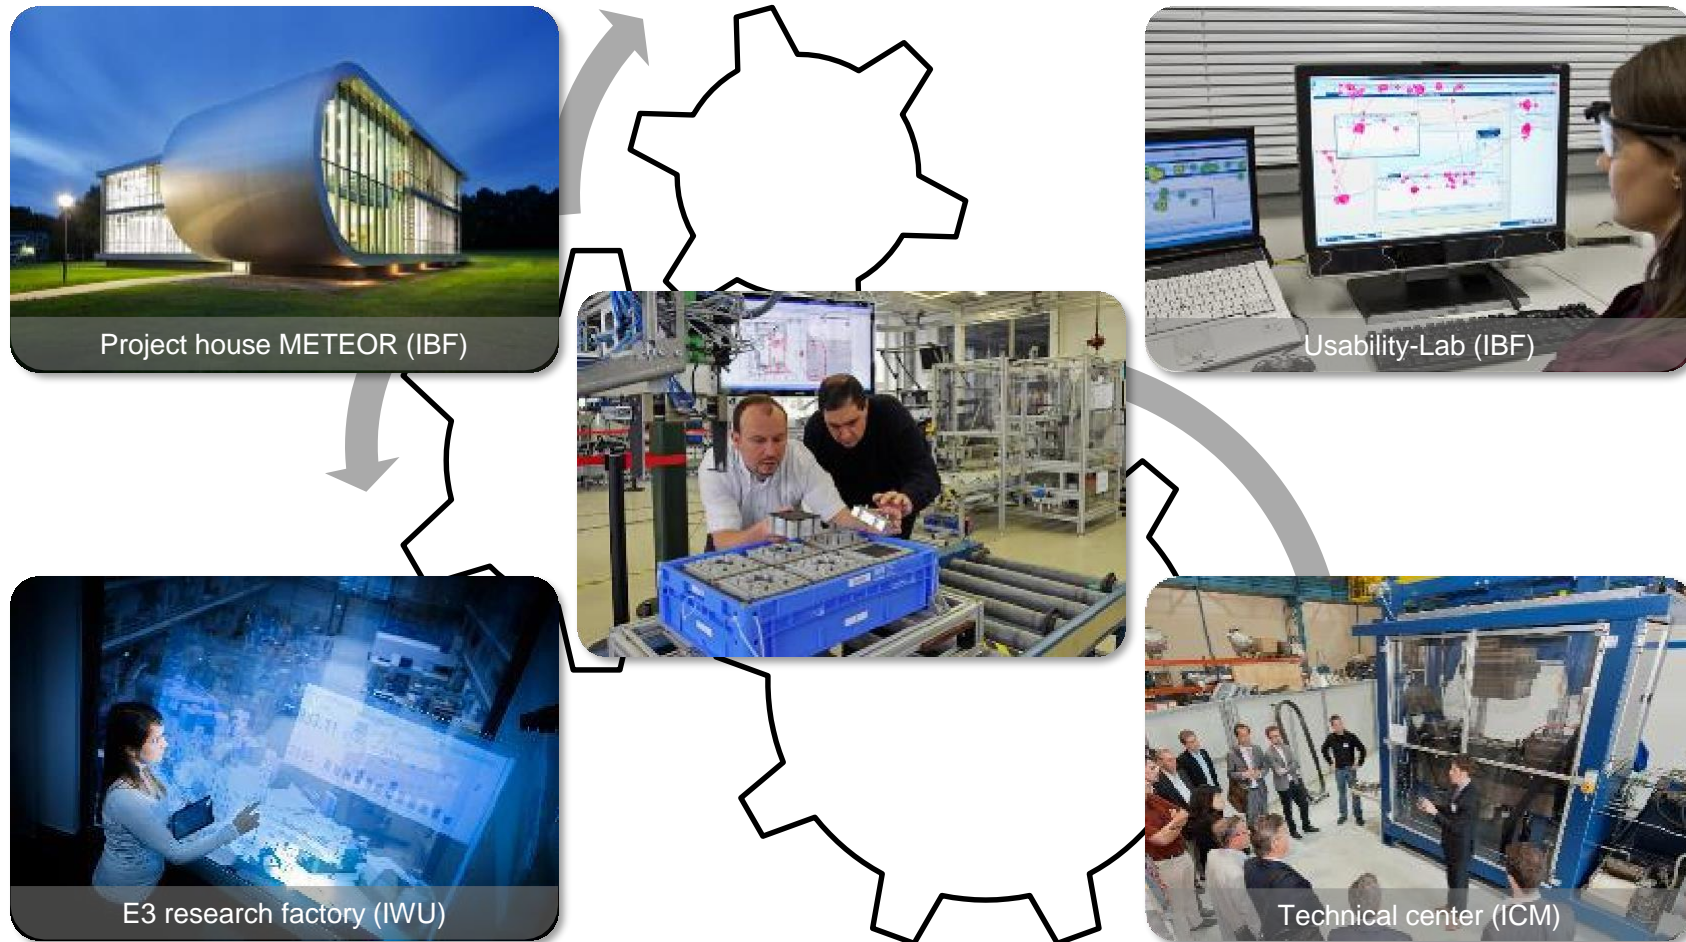 Project house METEOR (IBF)
Usability-Lab (IBF)
E3 research factory (IWU)
Technical center (ICM)